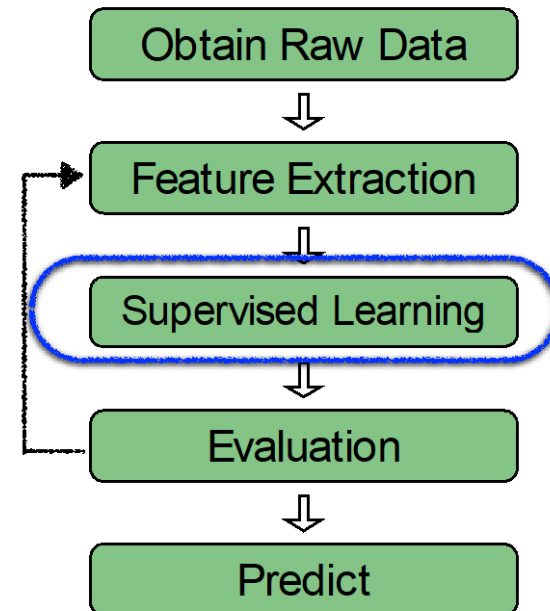 Obtain Raw Data
Feature Extraction
Supervised Learning
Evaluation
Predict